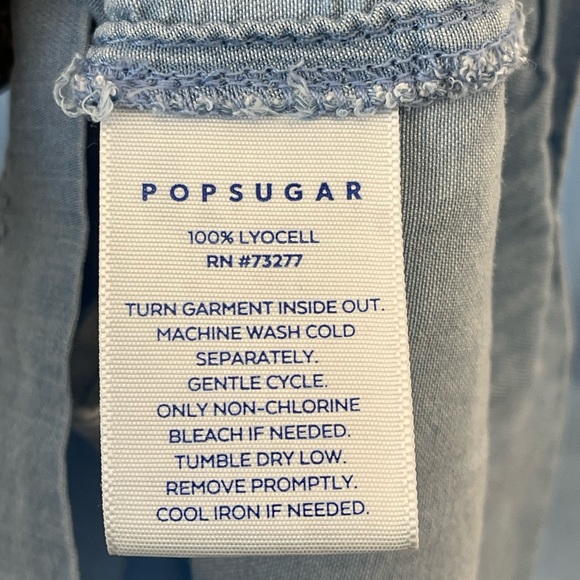 POPSUGAR
100% LYOCELL
RN #73277
TURN GARMENT INSIDE OUT.
MACHINE WASH COLD
SEPARATELY.
GENTLE CYCLE.
ONLY NON-CHLORINE
BLEACH IF NEEDED.
TUMBLE DRY LOW.
REMOVE PROMPTLY.
COOL IRON IF NEEDED.